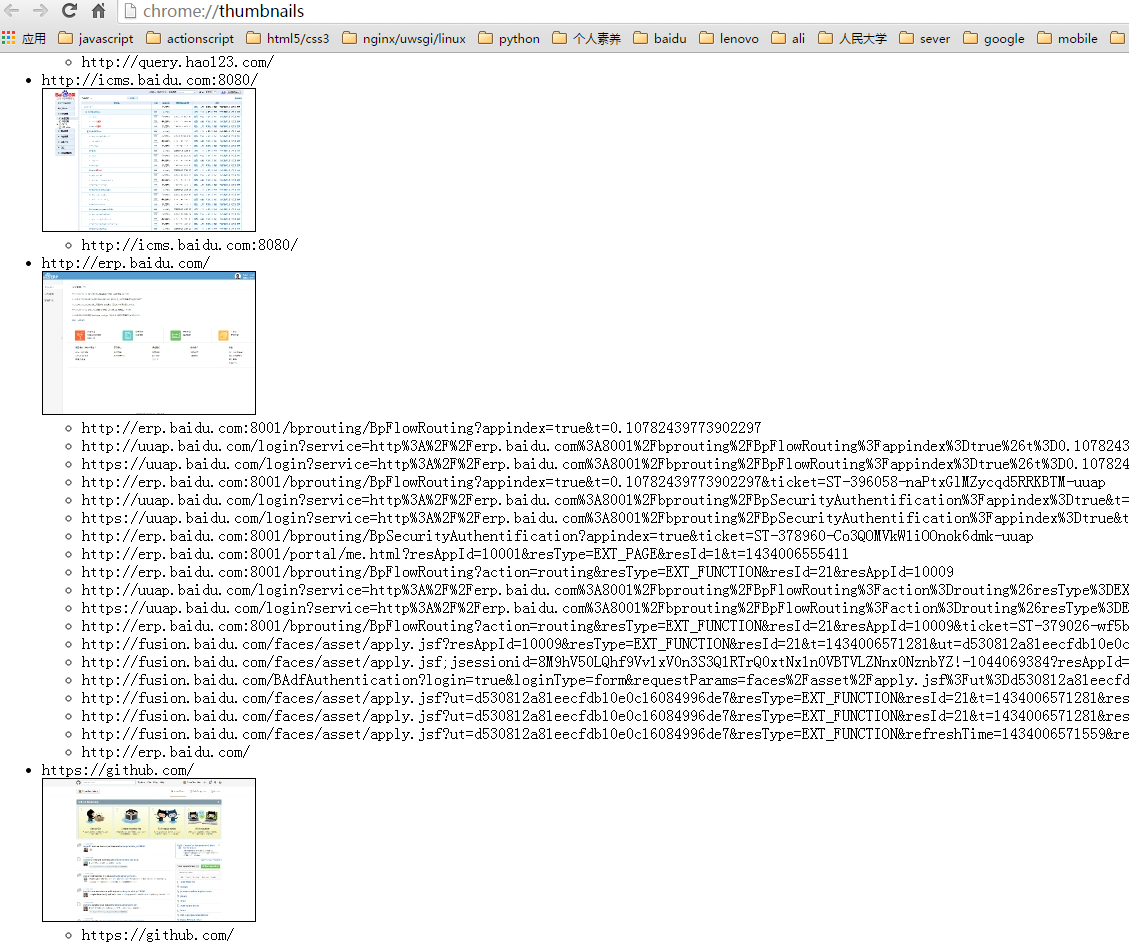 chrome://thumbnails
应用 javascript actionscript html5/css3 nginx/uwsgi/linux python 个人素养 baidu lenovo ali 人民大学 sever google mobile
http://query.hao123.com/
http://icms.baidu.com:8080/
http://icms.baidu.com:8080/
http://erp.baidu.com/
http://erp.baidu.com:8001/bprouting/BpFlowRouting?appindex=true&t=0.10782439773902297
http://uuap.baidu.com/login?service=http%3A%2F%2Ferp.baidu.com%3A8001%2Fbprouting%2FBpFlowRouting%3Fappindex%3Dtrue%26t%3D0.1078243
https://uuap.baidu.com/login?service=http%3A%2F%2Ferp.baidu.com%3A8001%2Fbprouting%2FBpFlowRouting%3Fappindex%3Dtrue%26t%3D0.107824
http://erp.baidu.com:8001/bprouting/BpFlowRouting?appindex=true&t=0.10782439773902297&ticket=ST-396058-naPtxGlMZycqd5RRKBTM-uuap
http://uuap.baidu.com/login?service=http%3A%2F%2Ferp.baidu.com%3A8001%2Fbprouting%2FBpSecurityAuthentification%3Fappindex%3Dtrue&t=
https://uuap.baidu.com/login?service=http%3A%2F%2Ferp.baidu.com%3A8001%2Fbprouting%2FBpSecurityAuthentification%3Fappindex%3Dtrue&t
http://erp.baidu.com:8001/bprouting/BpSecurityAuthentification?appindex=true&ticket=ST-378960-Co3QOMVkWliOOnok6dmk-uuap
http://erp.baidu.com:8001/portal/me.html?resAppId=10001&resType=EXT_PAGE&resId=1&t=1434006555411
http://erp.baidu.com:8001/bprouting/BpFlowRouting?action=routing&resType=EXT_FUNCTION&resId=21&resAppId=10009
http://uuap.baidu.com/login?service=http%3A%2F%2Ferp.baidu.com%3A8001%2Fbprouting%2FBpFlowRouting%3Faction%3Drouting%26resType%3DEX
https://uuap.baidu.com/login?service=http%3A%2F%2Ferp.baidu.com%3A8001%2Fbprouting%2FBpFlowRouting%3Faction%3Drouting%26resType%3DE
http://erp.baidu.com:8001/bprouting/BpFlowRouting?action=routing&resType=EXT_FUNCTION&resId=21&resAppId=10009&ticket=ST-379026-wf5b
http://fusion.baidu.com/faces/asset/apply.jsf?resAppId=10009&resType=EXT_FUNCTION&resId=21&t=1434006571281&ut=d530812a81eecfdb10e0c
http://fusion.baidu.com/faces/asset/apply.jsf;jsessionid=8M9hV50LQhf9Vv1xV0n3S3Q1RTrQ0xtNx1n0VBTVLZNnx0NznbYZ!-1044069384?resAppId=
http://fusion.baidu.com/BAdfAuthentication?login=true&loginType=form&requestParams=faces%2Fasset%2Fapply.jsf%3Fut%3Dd530812a81eecfd
http://fusion.baidu.com/faces/asset/apply.jsf?ut=d530812a81eecfdb10e0c16084996de7&resType=EXT_FUNCTION&resId=21&t=1434006571281&res
http://fusion.baidu.com/faces/asset/apply.jsf?ut=d530812a81eecfdb10e0c16084996de7&resType=EXT_FUNCTION&resId=21&t=1434006571281&res
http://fusion.baidu.com/faces/asset/apply.jsf?ut=d530812a81eecfdb10e0c16084996de7&resType=EXT_FUNCTION&refreshTime=1434006571559&re
http://erp.baidu.com/
https://github.com/
https://github.com/